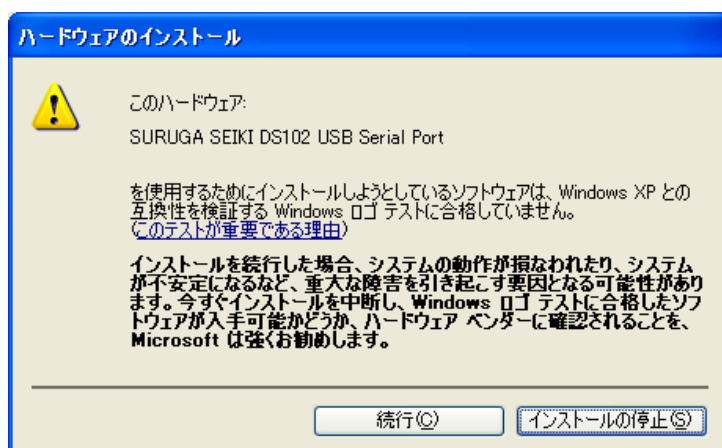 ハードウェアのインストール
このハードウェア:
SURUGA SEIKI DS102 USB Serial Port
を使用するためにインストールしようとしているソフトウェアは、Windows XP との
互換性を検証する Windows ロゴ テストに合格していません。
(このテストが重要である理由)
インストールを続行した場合、システムの動作が損なわれたり、システム
が不安定になるなど、重大な障害を引き起こす要因となる可能性があり
ます。今すぐインストールを中断し、Windows ロゴ テストに合格したソフ
トウェアが入手可能かどうか、ハードウェア ベンダーに確認されることを、
Microsoft は強くお勧めします。
続行(C)
インストールの停止(S)